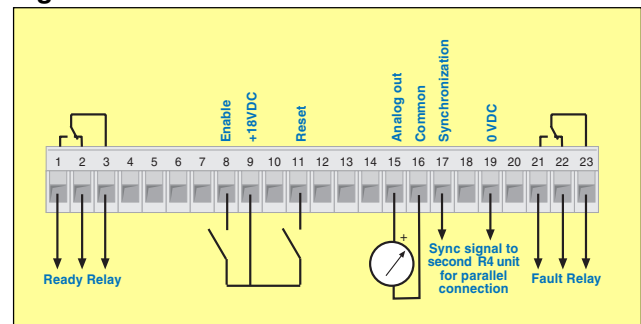 Enable
+18VDC
Reset
Analog out
Common
Synchronization
0 VDC
1 2 3 4 5 6 7 8 9 10 11 12 13 14 15 16 17 18 19 20 21 22 23
+
Ready Relay
Sync signal to
second R4 unit
for parallel
connection
Fault Relay